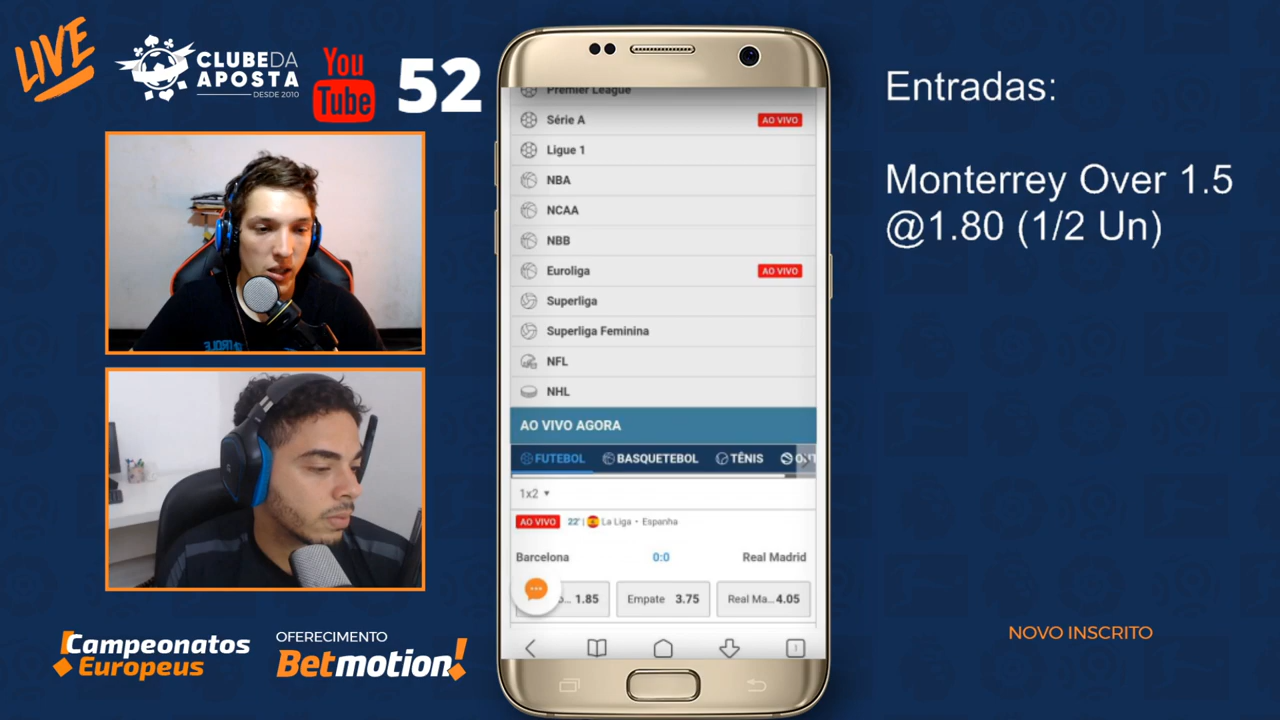 LIVE
CLUBEDA
APOSTA
DESDE 2010
You
Tube
52
Premier League
Série A
AO VIVO
Ligue 1
NBA
NCAA
NBB
Euroliga
AO VIVO
Superliga
Superliga Feminina
NFL
NHL
AO VIVO AGORA
FUTEBOL
BASQUETEBOL
TÊNIS
1x2
AO VIVO 22' | La Liga • Espanha
Barcelona 0:0 Real Madrid
1.85 Empate 3.75 Real Ma... 4.05
Entradas:
Monterrey Over 1.5
@1.80 (1/2 Un)
Campeonatos
Europeus
OFERECIMENTO
Betmotion!
NOVO INSCRITO